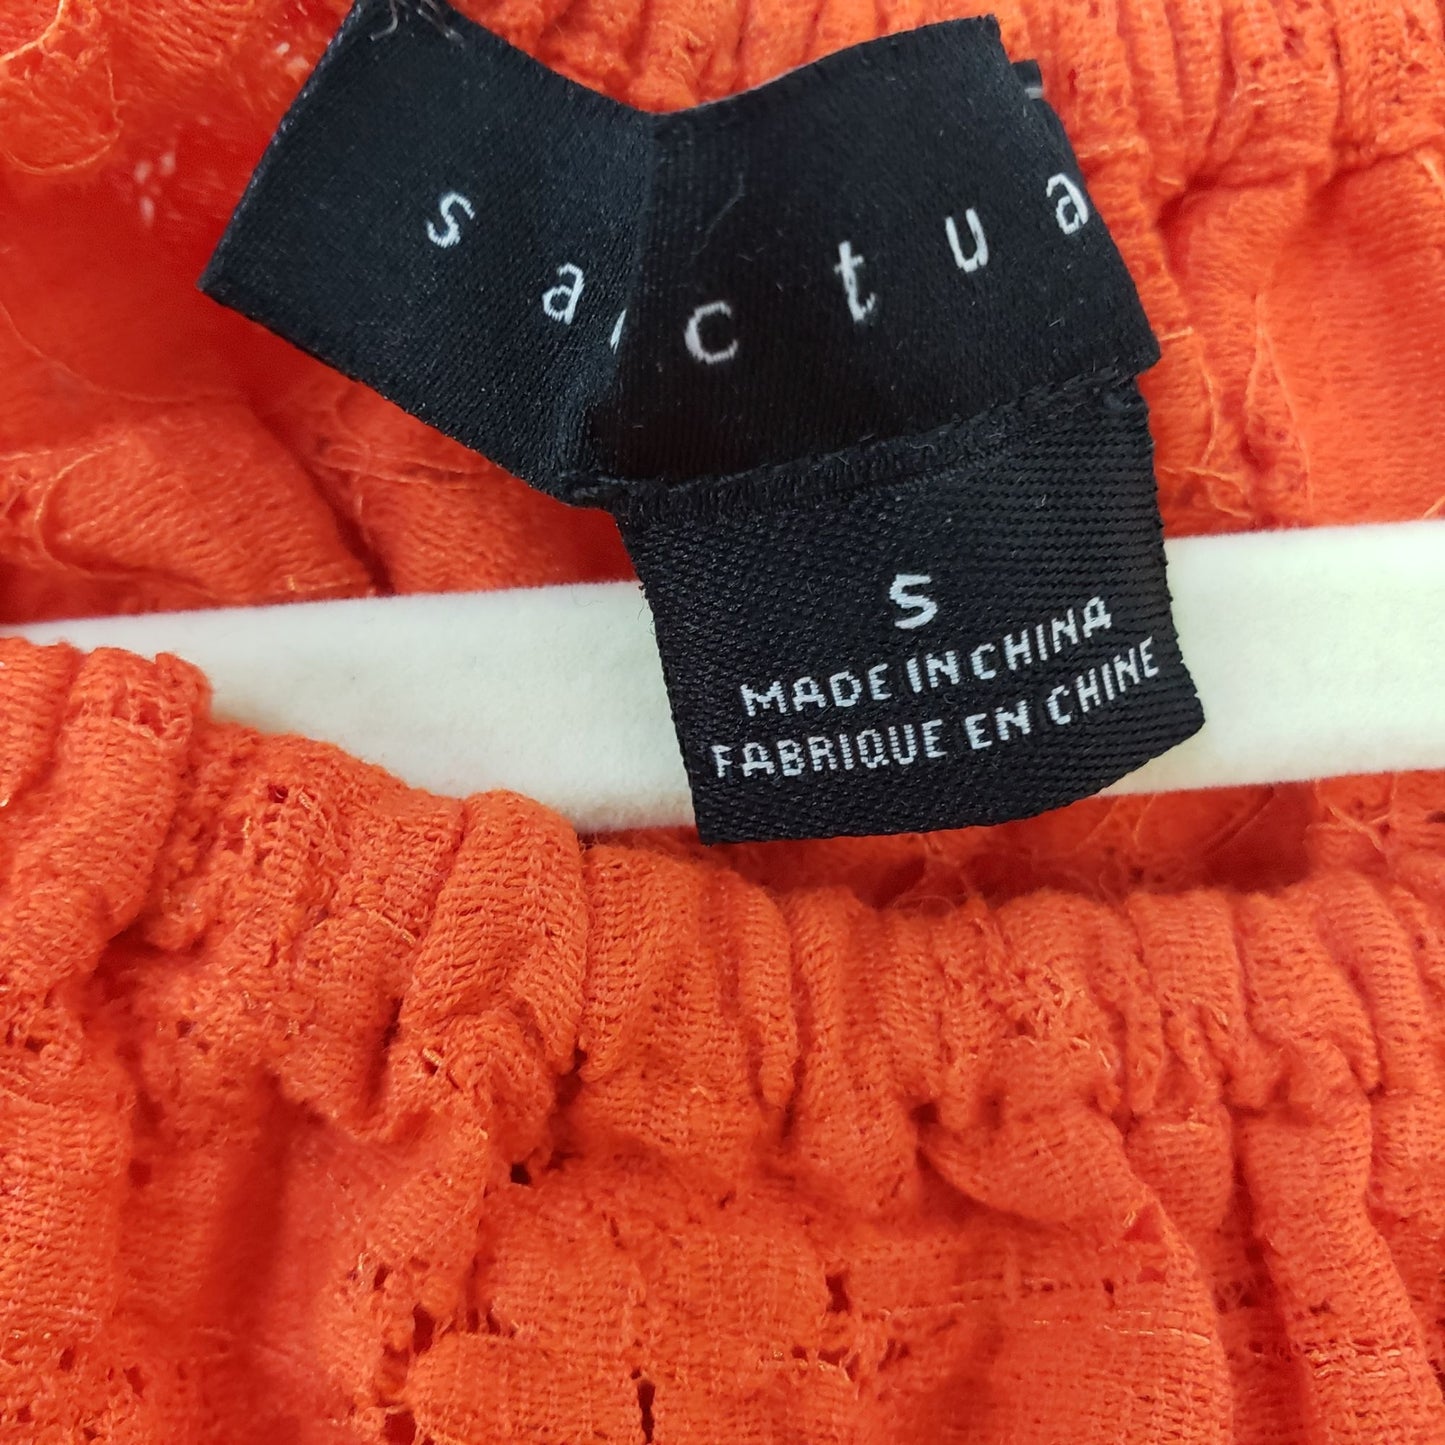 s a c t u a
S
MADE IN CHINA
FABRIQUE EN CHINE